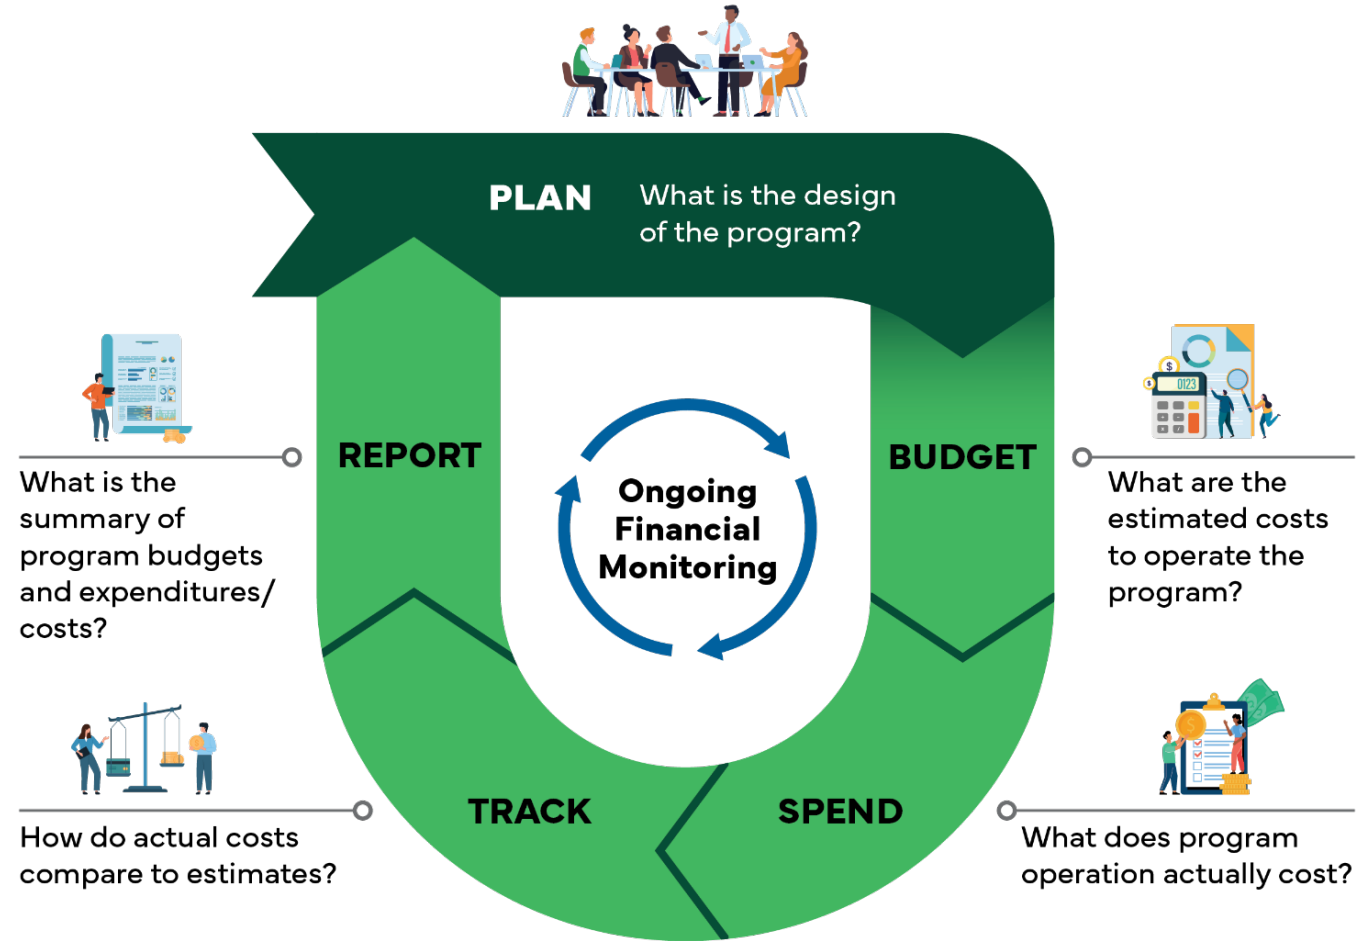 PLAN
What is the design
of the program?
BUDGET
What are the
estimated costs
to operate the
program?
SPEND
What does program
operation actually cost?
TRACK
How do actual costs
compare to estimates?
REPORT
What is the
summary of
program budgets
and expenditures/
costs?
Ongoing
Financial
Monitoring
$
$
0123
$